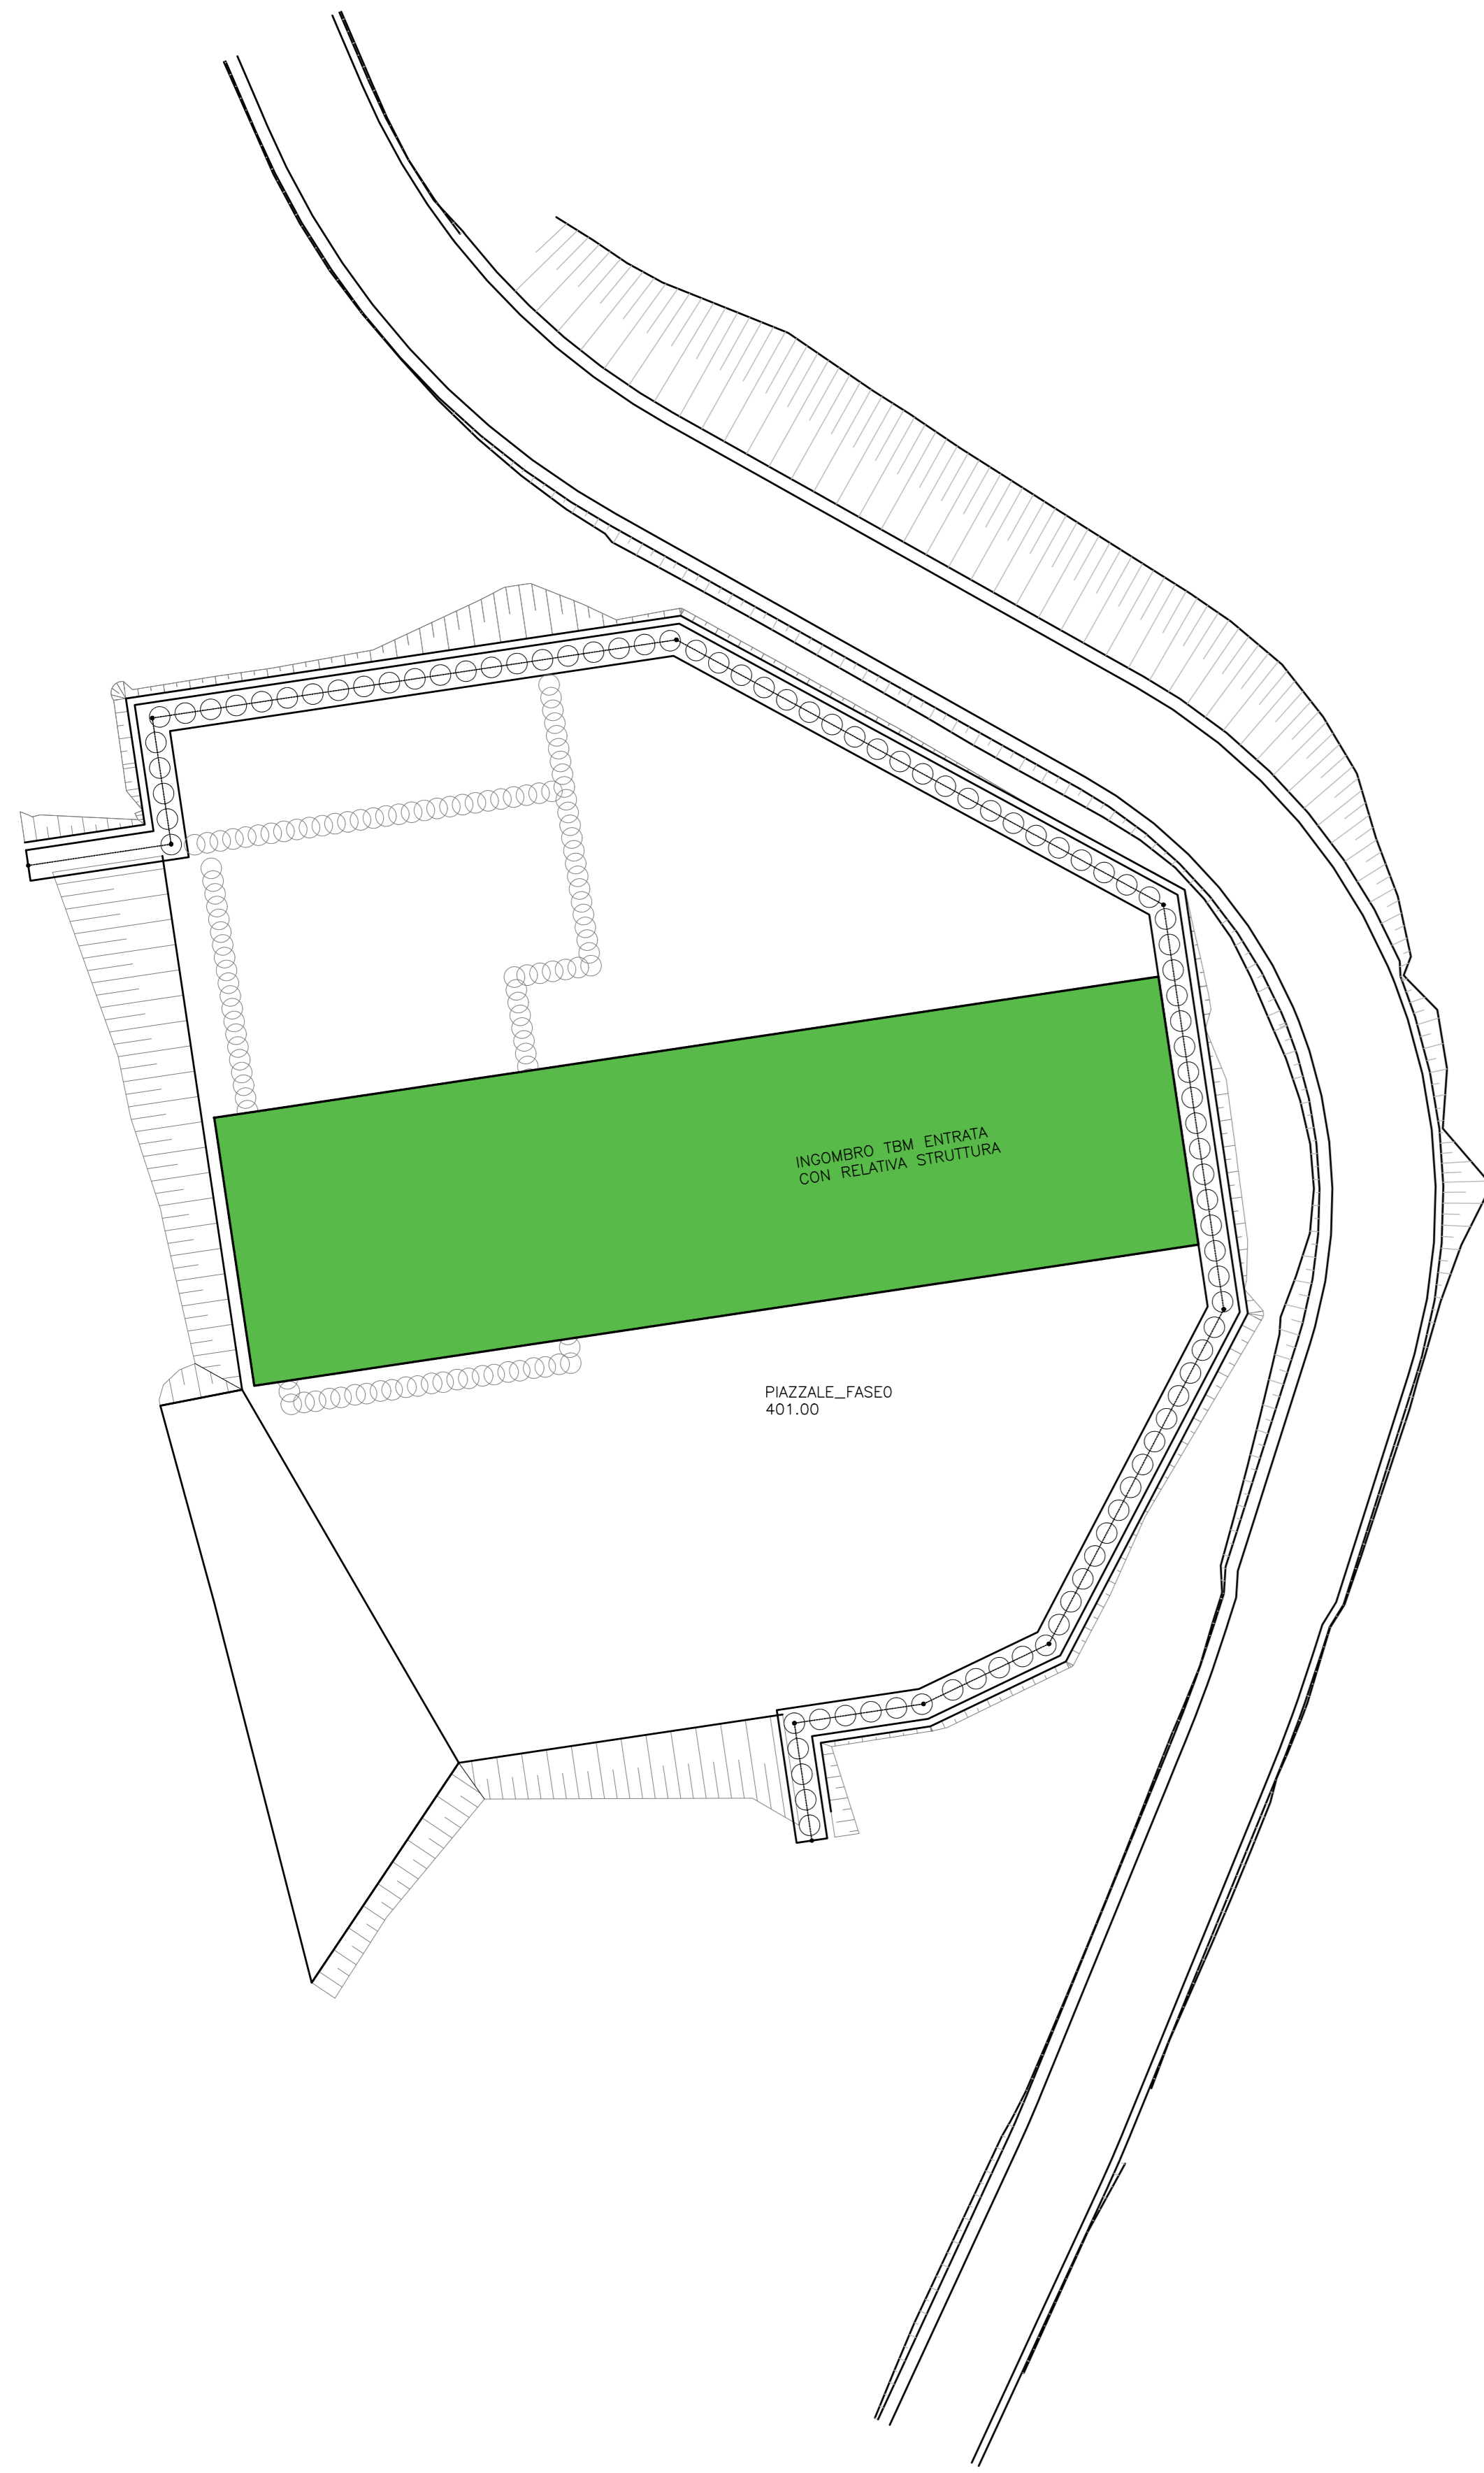 INGOMBRO TBM ENTRATA
CON RELATIVA STRUTTURA
PIAZZALE_FASE0
401.00